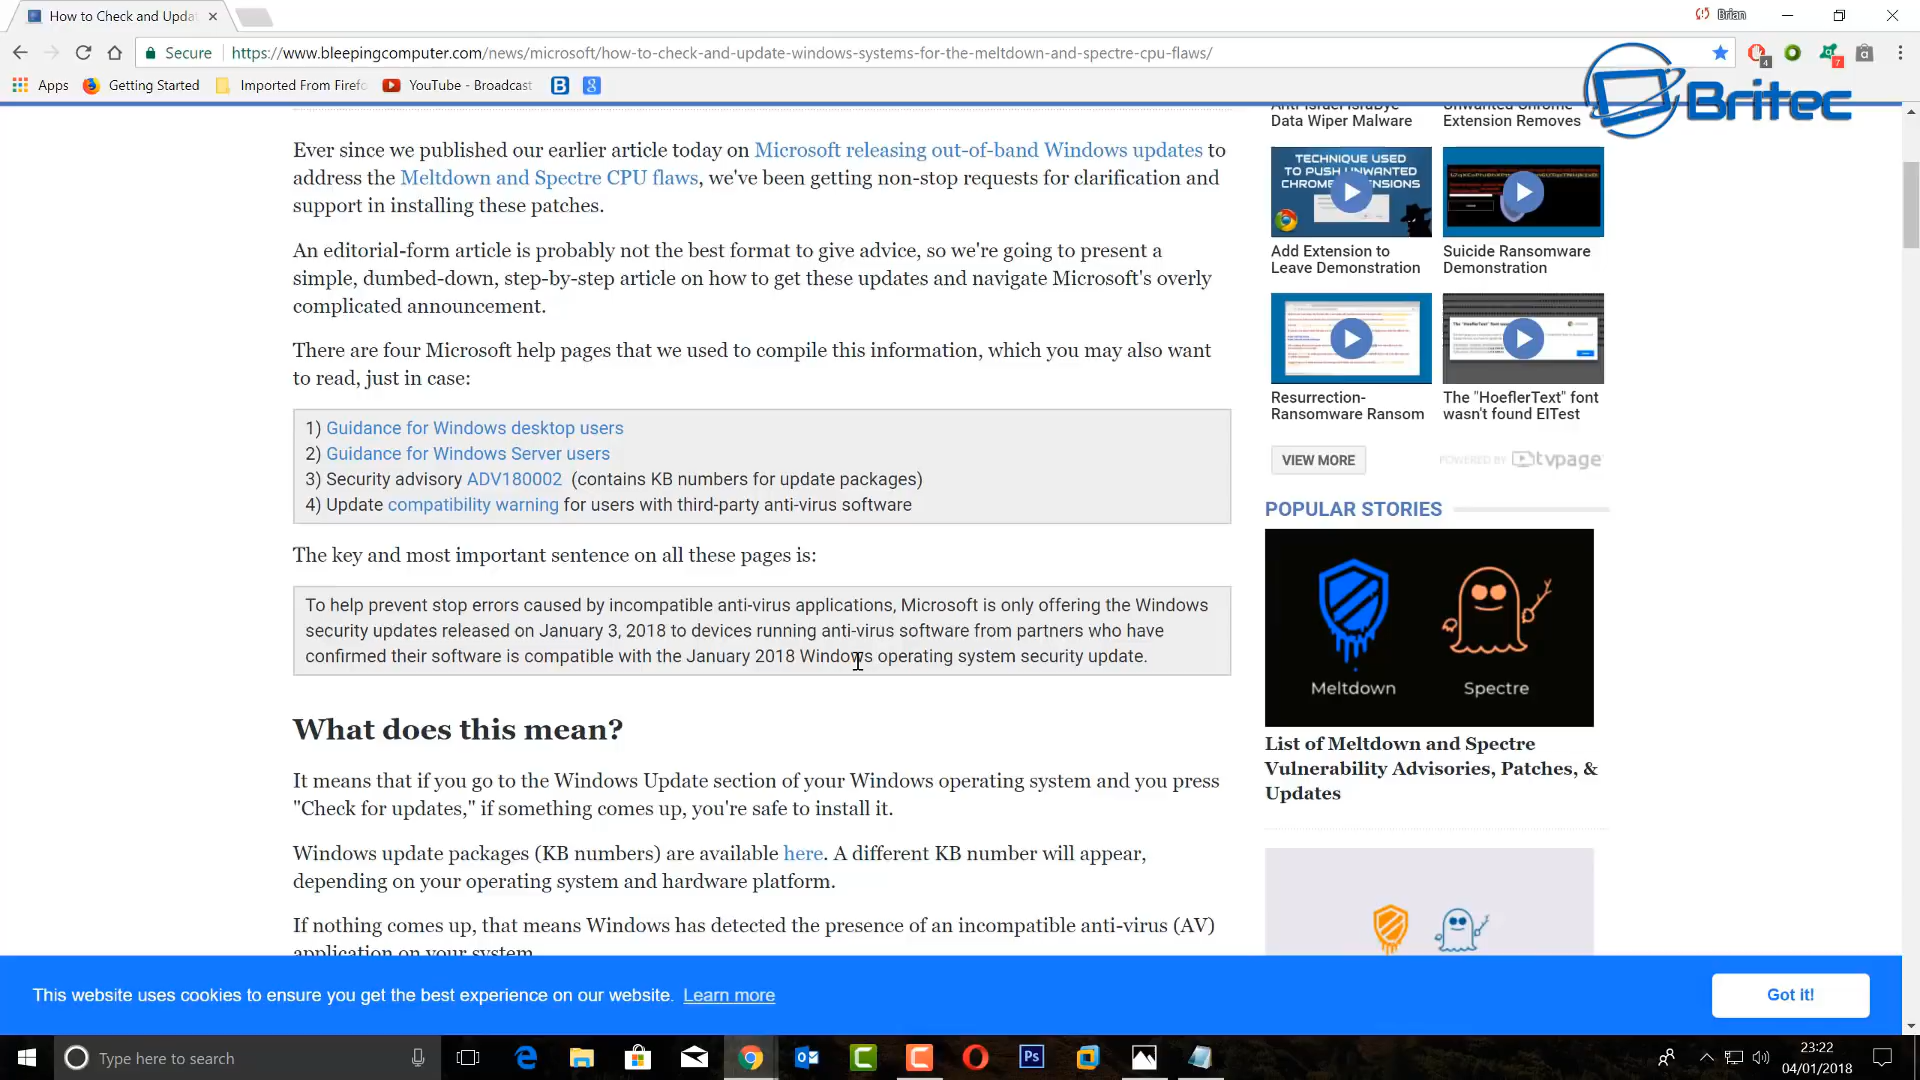 How to Check and Upda
Brian
Secure
https://www.bleepingcomputer.com/news/microsoft/how-to-check-and-update-windows-systems-for-the-meltdown-and-spectre-cpu-flaws/
4
7
Apps
Getting Started
Imported From Firefo
YouTube - Broadcast
B
Britec
Ever since we published our earlier article today on Microsoft releasing out-of-band Windows updates to
address the Meltdown and Spectre CPU flaws, we've been getting non-stop requests for clarification and
support in installing these patches.
An editorial-form article is probably not the best format to give advice, so we're going to present a
simple, dumbed-down, step-by-step article on how to get these updates and navigate Microsoft's overly
complicated announcement.
There are four Microsoft help pages that we used to compile this information, which you may also want
to read, just in case:
1) Guidance for Windows desktop users
2) Guidance for Windows Server users
3) Security advisory ADV180002 (contains KB numbers for update packages)
4) Update compatibility warning for users with third-party anti-virus software
The key and most important sentence on all these pages is:
To help prevent stop errors caused by incompatible anti-virus applications, Microsoft is only offering the Windows
security updates released on January 3, 2018 to devices running anti-virus software from partners who have
confirmed their software is compatible with the January 2018 Windows operating system security update.
What does this mean?
It means that if you go to the Windows Update section of your Windows operating system and you press
"Check for updates," if something comes up, you're safe to install it.
Windows update packages (KB numbers) are available here. A different KB number will appear,
depending on your operating system and hardware platform.
If nothing comes up, that means Windows has detected the presence of an incompatible anti-virus (AV)
application on your system.
Data Wiper Malware
Unwanted Chrome
Extension Removes
TECHNIQUE USED
TO PUSH UNWANTED
CHROME EXTENSIONS
Add Extension to
Leave Demonstration
Suicide Ransomware
Demonstration
Resurrection-
Ransomware Ransom
The "HoeflerText" font
wasn't found EITest
VIEW MORE
POWERED BY tvpage
POPULAR STORIES
Meltdown
Spectre
List of Meltdown and Spectre
Vulnerability Advisories, Patches, &
Updates
This website uses cookies to ensure you get the best experience on our website. Learn more
Got it!
Type here to search
Ps
23:22
04/01/2018